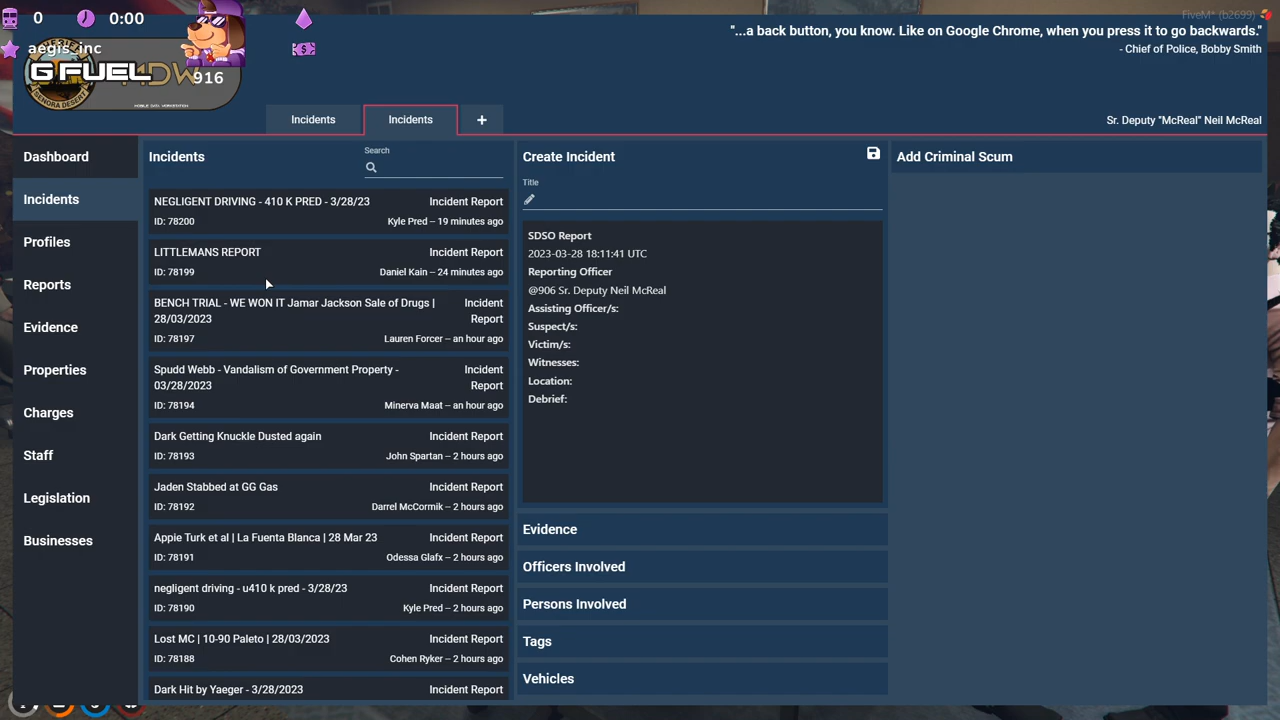 0
0:00
FiveM* (b2699)
"...a back button, you know. Like on Google Chrome, when you press it to go backwards."
- Chief of Police, Bobby Smith
aegis_inc
G FUEL
MDW
916
SENORA DESERT
MOBILE DATA WORKSTATION
Incidents
Incidents
+
Sr. Deputy "McReal" Neil McReal
Dashboard
Incidents
Profiles
Reports
Evidence
Properties
Charges
Staff
Legislation
Businesses
Incidents
Search
NEGLIGENT DRIVING - 410 K PRED - 3/28/23 Incident Report
ID: 78200 Kyle Pred – 19 minutes ago
LITTLEMANS REPORT Incident Report
ID: 78199 Daniel Kain – 24 minutes ago
BENCH TRIAL - WE WON IT Jamar Jackson Sale of Drugs | Incident
28/03/2023 Report
ID: 78197 Lauren Forcer – an hour ago
Spudd Webb - Vandalism of Government Property - Incident
03/28/2023 Report
ID: 78194 Minerva Maat – an hour ago
Dark Getting Knuckle Dusted again Incident Report
ID: 78193 John Spartan – 2 hours ago
Jaden Stabbed at GG Gas Incident Report
ID: 78192 Darrel McCormik – 2 hours ago
Appie Turk et al | La Fuenta Blanca | 28 Mar 23 Incident Report
ID: 78191 Odessa Glafx – 2 hours ago
negligent driving - u410 k pred - 3/28/23 Incident Report
ID: 78190 Kyle Pred – 2 hours ago
Lost MC | 10-90 Paleto | 28/03/2023 Incident Report
ID: 78188 Cohen Ryker – 2 hours ago
Dark Hit by Yaeger - 3/28/2023 Incident Report
Create Incident
Title
SDSO Report
2023-03-28 18:11:41 UTC
Reporting Officer
@906 Sr. Deputy Neil McReal
Assisting Officer/s:
Suspect/s:
Victim/s:
Witnesses:
Location:
Debrief:
Evidence
Officers Involved
Persons Involved
Tags
Vehicles
Add Criminal Scum